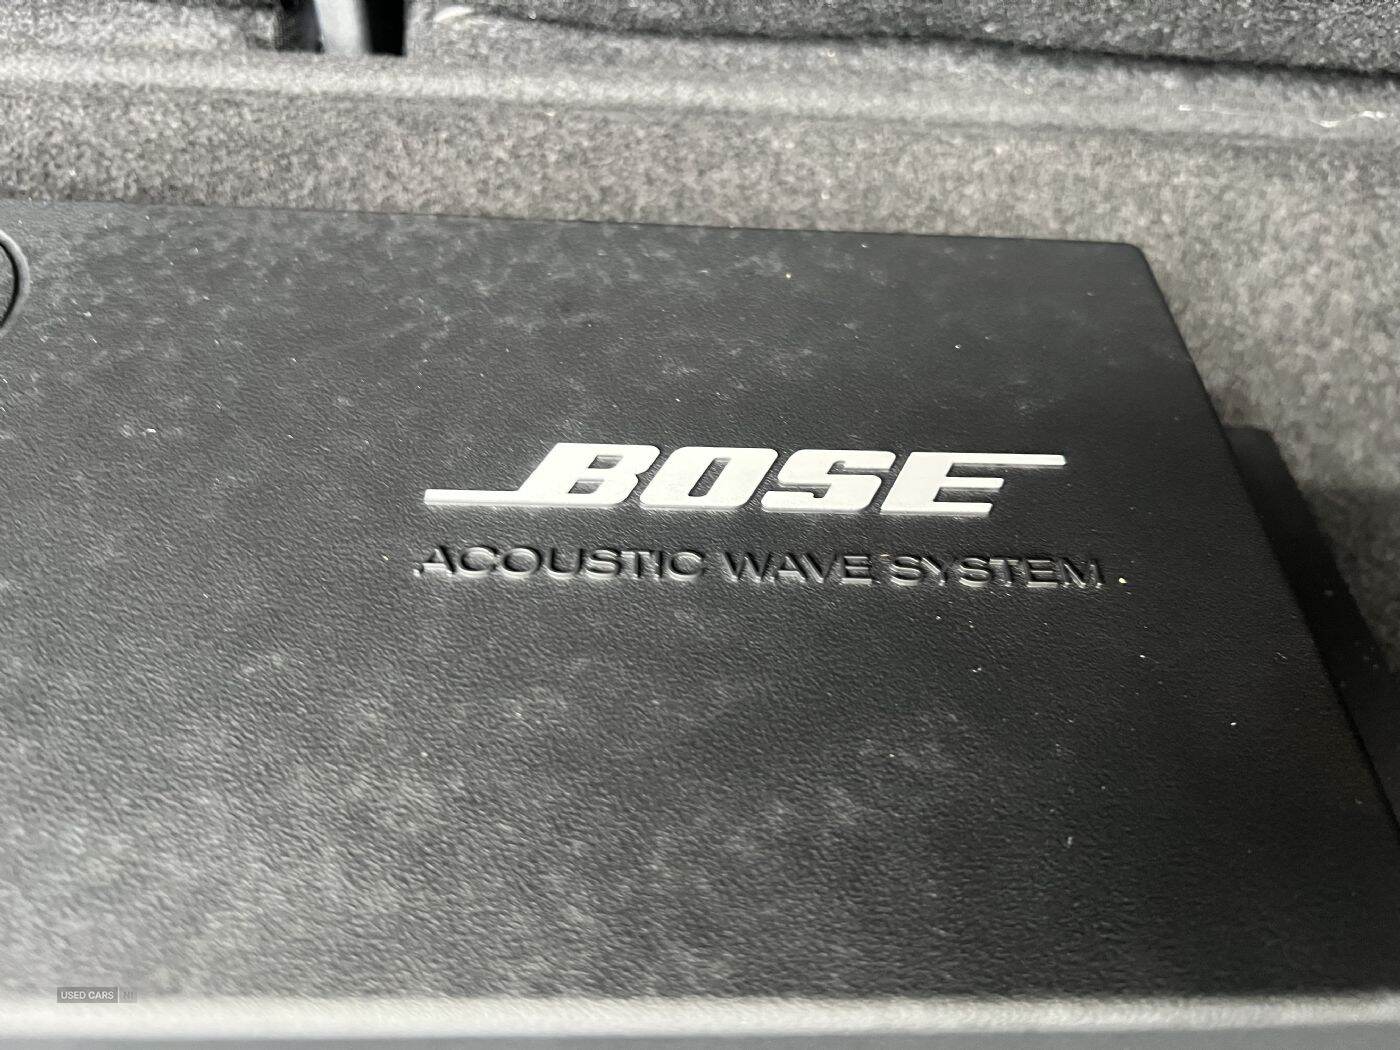 BOSE
ACOUSTIC WAVE SYSTEM
USED CARS NI